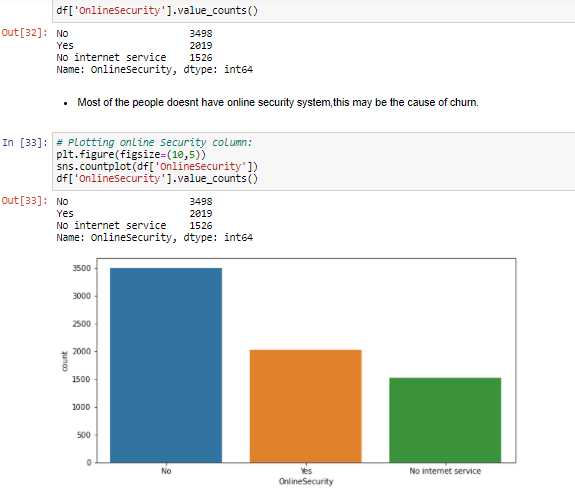 df['OnlineSecurity'].value_counts()
Out[32]: No 3498
Yes 2019
No internet service 1526
Name: OnlineSecurity, dtype: int64
• Most of the people doesnt have online security system,this may be the cause of churn.
In [33]: # Plotting online Security column:
plt.figure(figsize=(10,5))
sns.countplot(df['OnlineSecurity'])
df['OnlineSecurity'].value_counts()
Out[33]: No 3498
Yes 2019
No internet service 1526
Name: OnlineSecurity, dtype: int64
3500
3000
2500
2000
1500
1000
500
0
count
No Yes No internet service
OnlineSecurity